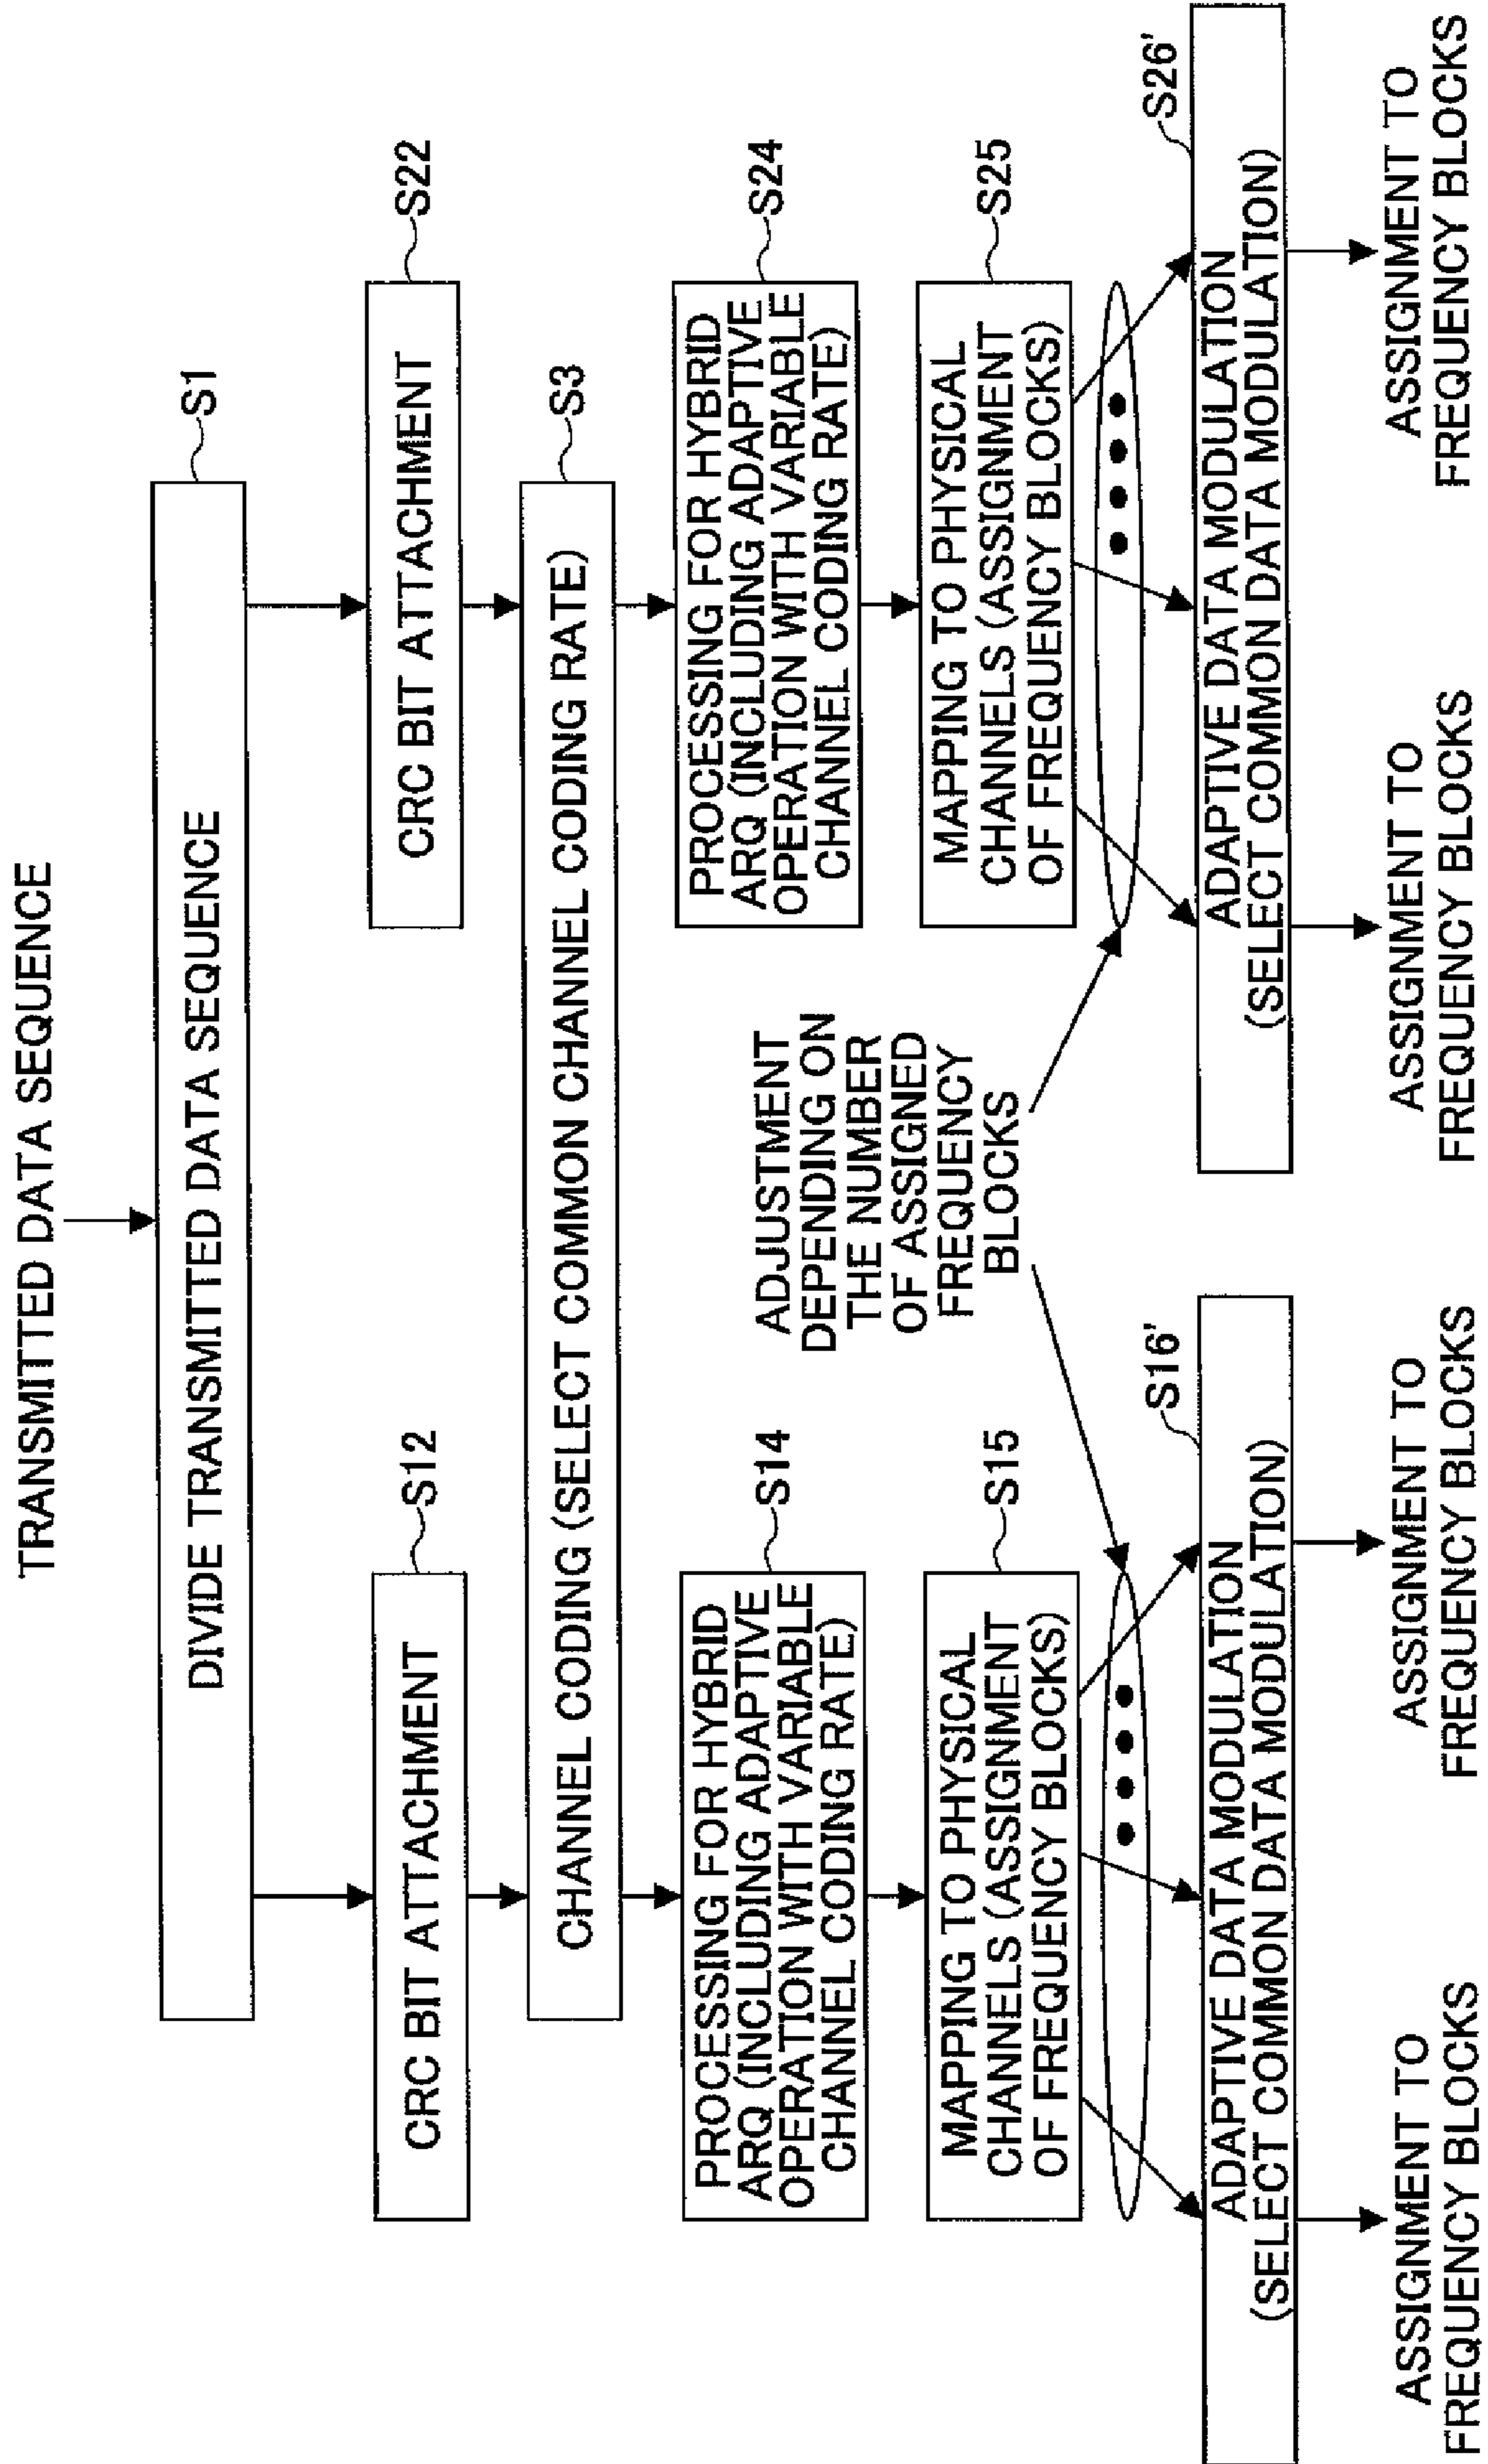 TRANSMITTED DATA SEQUENCE
DIVIDE TRANSMITTED DATA SEQUENCE
S1
CRC BIT ATTACHMENT
S12
CRC BIT ATTACHMENT
S22
CHANNEL CODING (SELECT COMMON CHANNEL CODING RATE)
S3
PROCESSING FOR HYBRID
ARQ (INCLUDING ADAPTIVE
OPERATION WITH VARIABLE
CHANNEL CODING RATE)
S14
PROCESSING FOR HYBRID
ARQ (INCLUDING ADAPTIVE
OPERATION WITH VARIABLE
CHANNEL CODING RATE)
S24
ADJUSTMENT
DEPENDING ON
THE NUMBER
OF ASSIGNED
FREQUENCY
BLOCKS
MAPPING TO PHYSICAL
CHANNELS (ASSIGNMENT
OF FREQUENCY BLOCKS)
S15
MAPPING TO PHYSICAL
CHANNELS (ASSIGNMENT
OF FREQUENCY BLOCKS)
S25
ADAPTIVE DATA MODULATION
(SELECT COMMON DATA MODULATION)
S16'
ADAPTIVE DATA MODULATION
(SELECT COMMON DATA MODULATION)
S26'
ASSIGNMENT TO
FREQUENCY BLOCKS
ASSIGNMENT TO
FREQUENCY BLOCKS
ASSIGNMENT TO
FREQUENCY BLOCKS
ASSIGNMENT TO
FREQUENCY BLOCKS